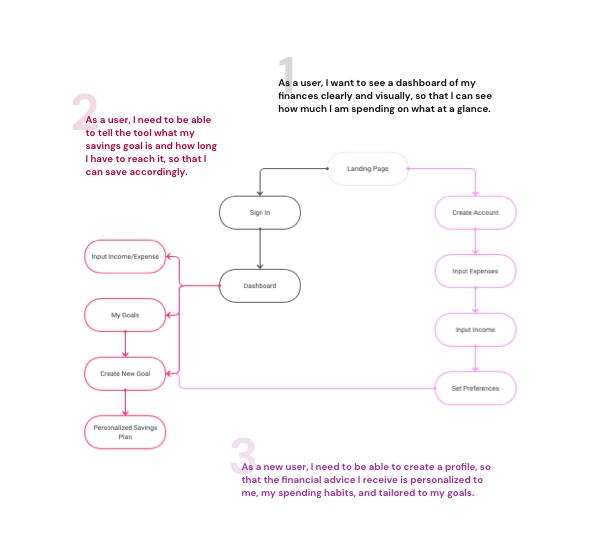 1
As a user, I want to see a dashboard of my
finances clearly and visually, so that I can see
how much I am spending on what at a glance.
2
As a user, I need to be able
to tell the tool what my
savings goal is and how long
I have to reach it, so that I
can save accordingly.
Landing Page
Sign In
Create Account
Input Income/Expense
Input Expenses
Dashboard
My Goals
Input Income
Create New Goal
Set Preferences
Personalized Savings
Plan
3
As a new user, I need to be able to create a profile, so
that the financial advice I receive is personalized to
me, my spending habits, and tailored to my goals.